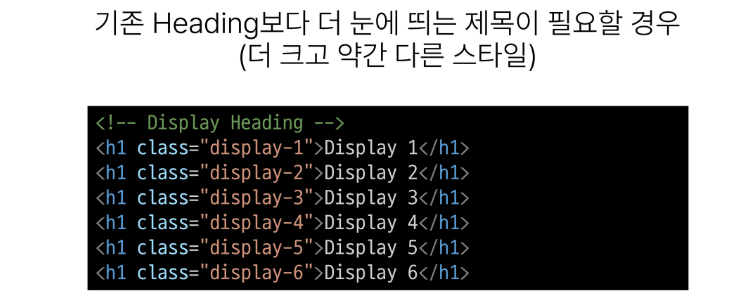 기존 Heading보다 더 눈에 띄는 제목이 필요할 경우
(더 크고 약간 다른 스타일)
<!-- Display Heading -->
<h1 class="display-1">Display 1</h1>
<h1 class="display-2">Display 2</h1>
<h1 class="display-3">Display 3</h1>
<h1 class="display-4">Display 4</h1>
<h1 class="display-5">Display 5</h1>
<h1 class="display-6">Display 6</h1>